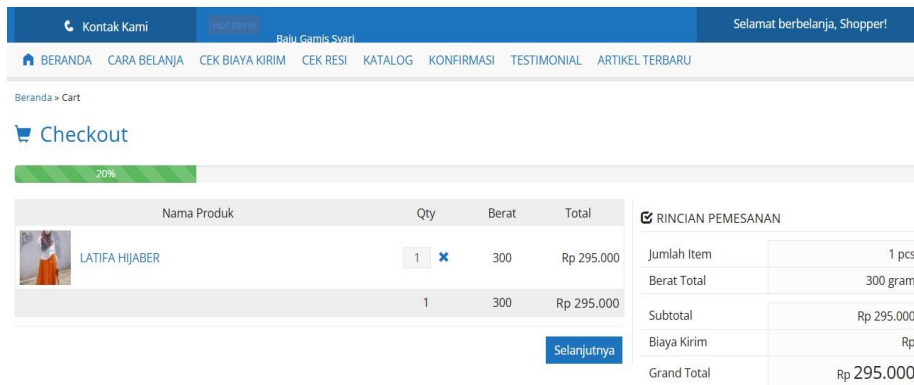 Kontak Kami
Hot Item!
Baju Gamis Syari
Selamat berbelanja, Shopper!
BERANDA CARA BELANJA CEK BIAYA KIRIM CEK RESI KATALOG KONFIRMASI TESTIMONIAL ARTIKEL TERBARU
Beranda » Cart
Checkout
20%
Nama Produk Qty Berat Total
LATIFA HIJABER 1 300 Rp 295.000
1 300 Rp 295.000
Selanjutnya
RINCIAN PEMESANAN
Jumlah Item 1 pcs
Berat Total 300 gram
Subtotal Rp 295.000
Biaya Kirim Rp
Grand Total Rp 295.000